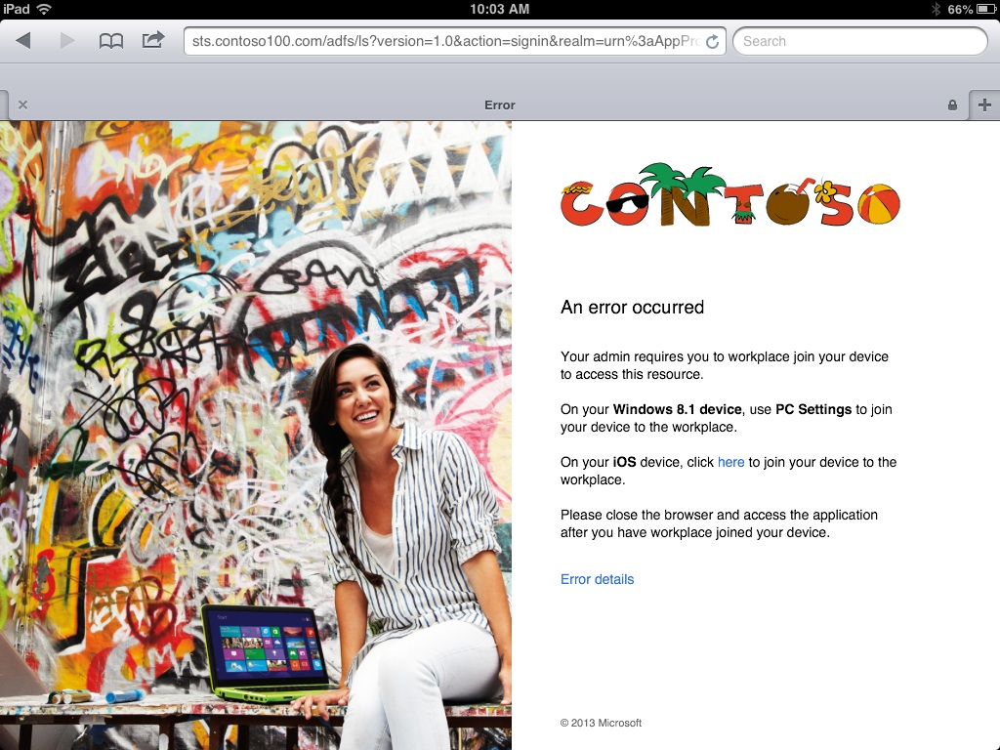 iPad
10:03 AM
66%
sts.contoso100.com/adfs/ls?version=1.0&action=signin&realm=urn%3aAppPro
Search
Error
CONTOSO
An error occurred
Your admin requires you to workplace join your device
to access this resource.
On your Windows 8.1 device, use PC Settings to join
your device to the workplace.
On your iOS device, click here to join your device to the
workplace.
Please close the browser and access the application
after you have workplace joined your device.
Error details
Start
© 2013 Microsoft